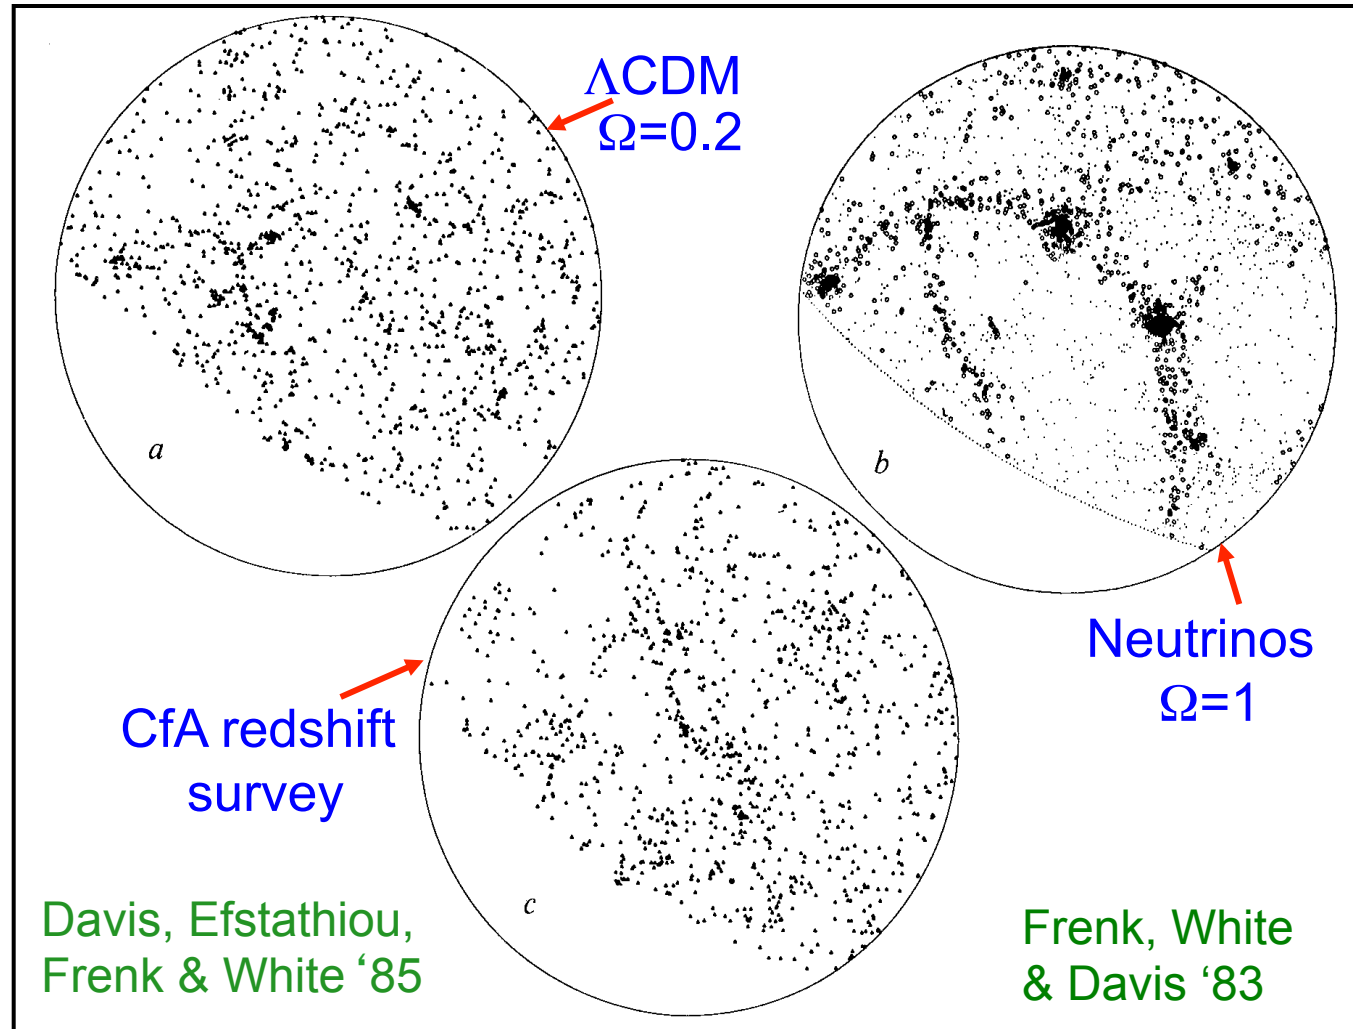 ΛCDM
Ω=0.2
a
b
Neutrinos
Ω=1
CfA redshift
survey
c
Davis, Efstathiou,
Frenk & White ‘85
Frenk, White
& Davis ‘83